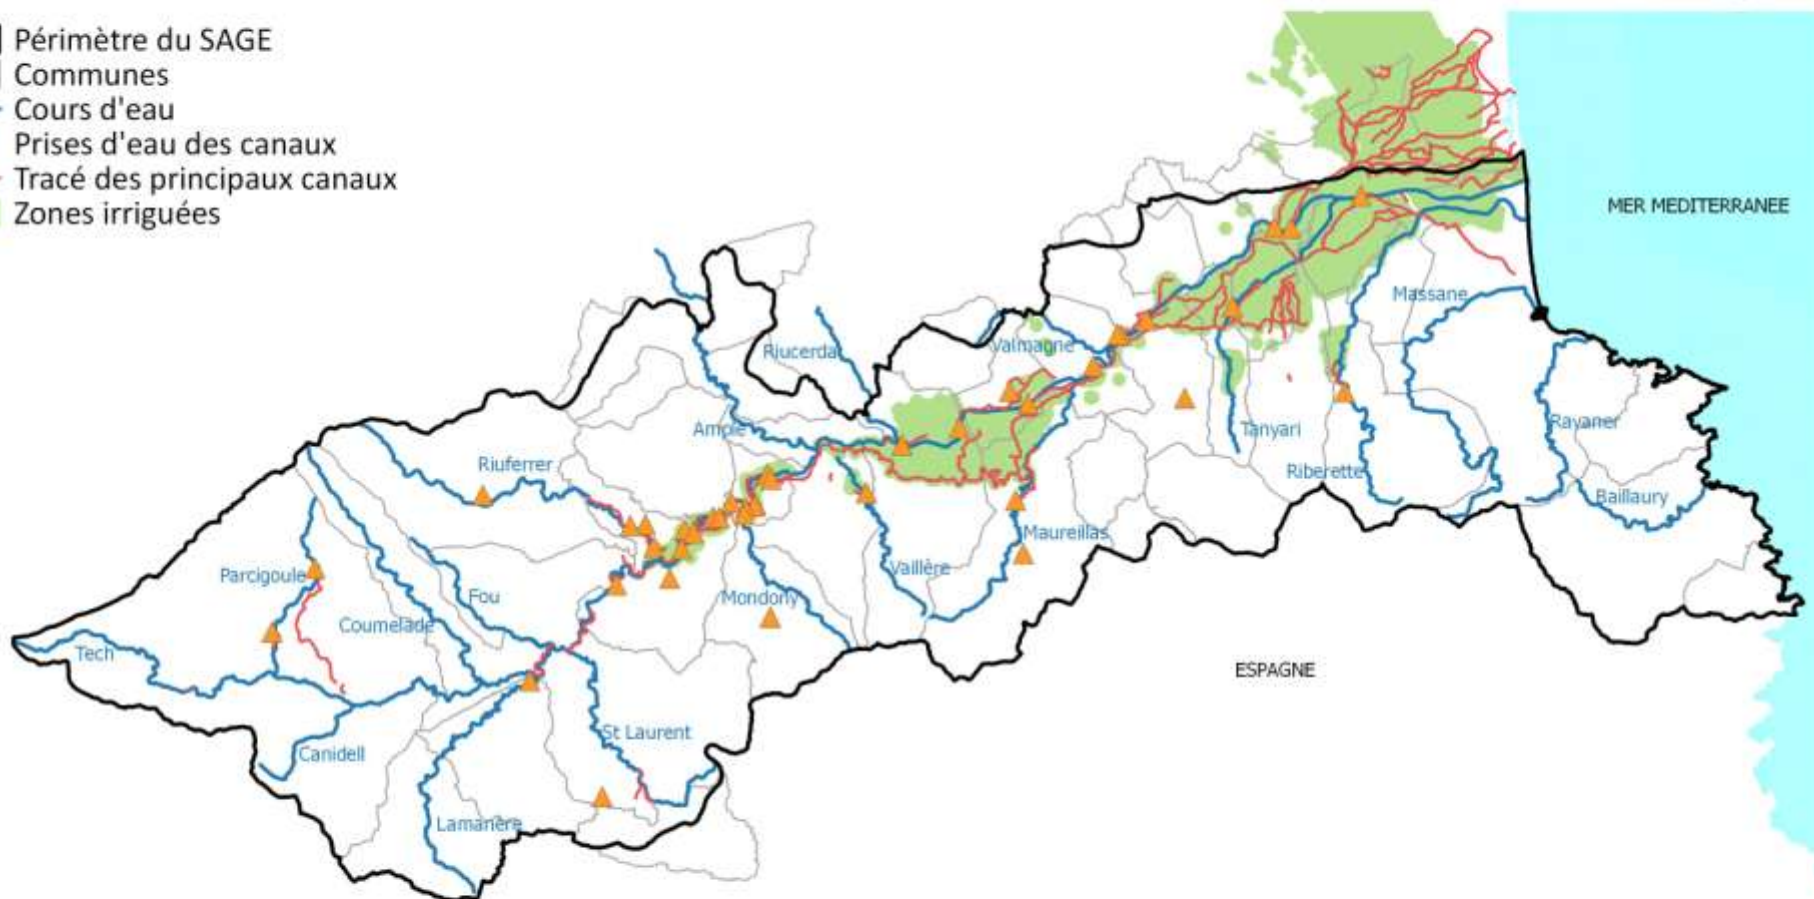 Périmètre du SAGE
Communes
Cours d'eau
Prises d'eau des canaux
Tracé des principaux canaux
Zones irriguées
MER MEDITERRANEE
Massane
Valmagne
Riucerda
Ample
Tanyari
Rayaner
Riuferrer
Riberette
Baillaury
Maureillas
Vaillère
Parcigoule
Fou
Mondony
Coumelade
Tech
ESPAGNE
St Laurent
Canidell
Lamanère